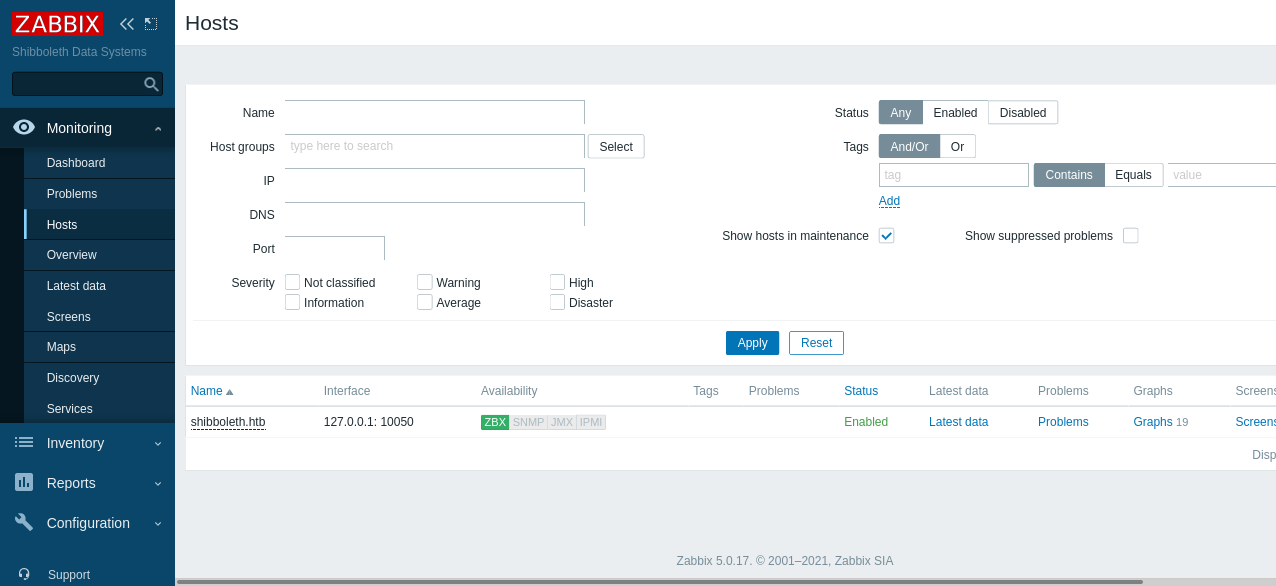 ZABBIX
Shibboleth Data Systems
Monitoring
Dashboard
Problems
Hosts
Overview
Latest data
Screens
Maps
Discovery
Services
Inventory
Reports
Configuration
Support
Hosts
Name
Host groups type here to search Select
IP
DNS
Port
Severity Not classified Warning High
Information Average Disaster
Status Any Enabled Disabled
Tags And/Or Or
tag Contains Equals value
Add
Show hosts in maintenance Show suppressed problems
Apply Reset
Name Interface Availability Tags Problems Status Latest data Problems Graphs Screens
shibboleth.htb 127.0.0.1: 10050 ZBX SNMP JMX IPMI Enabled Latest data Problems Graphs 19 Screens
Disp
Zabbix 5.0.17. © 2001–2021, Zabbix SIA